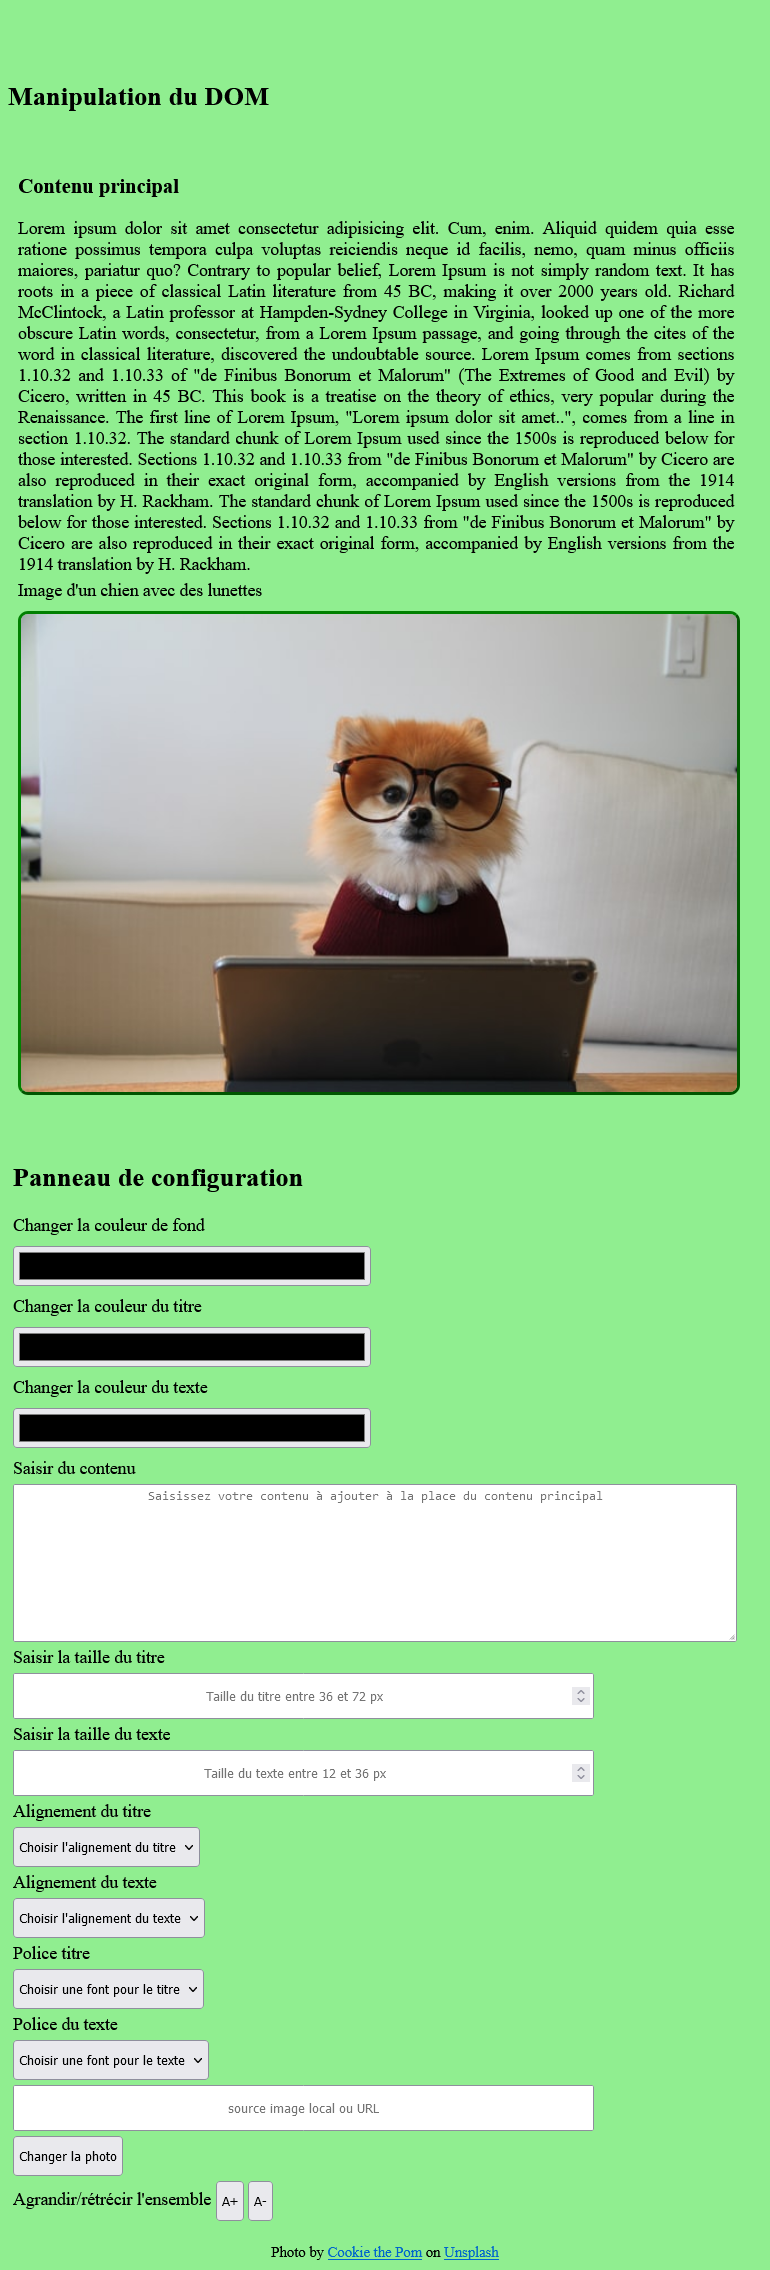 Manipulation du DOM
Contenu principal
Lorem ipsum dolor sit amet consectetur adipisicing elit. Cum, enim. Aliquid quidem quia esse
ratione possimus tempora culpa voluptas reiciendis neque id facilis, nemo, quam minus officiis
maiores, pariatur quo? Contrary to popular belief, Lorem Ipsum is not simply random text. It has
roots in a piece of classical Latin literature from 45 BC, making it over 2000 years old. Richard
McClintock, a Latin professor at Hampden-Sydney College in Virginia, looked up one of the more
obscure Latin words, consectetur, from a Lorem Ipsum passage, and going through the cites of the
word in classical literature, discovered the undoubtable source. Lorem Ipsum comes from sections
1.10.32 and 1.10.33 of "de Finibus Bonorum et Malorum" (The Extremes of Good and Evil) by
Cicero, written in 45 BC. This book is a treatise on the theory of ethics, very popular during the
Renaissance. The first line of Lorem Ipsum, "Lorem ipsum dolor sit amet..", comes from a line in
section 1.10.32. The standard chunk of Lorem Ipsum used since the 1500s is reproduced below for
those interested. Sections 1.10.32 and 1.10.33 from "de Finibus Bonorum et Malorum" by Cicero are
also reproduced in their exact original form, accompanied by English versions from the 1914
translation by H. Rackham. The standard chunk of Lorem Ipsum used since the 1500s is reproduced
below for those interested. Sections 1.10.32 and 1.10.33 from "de Finibus Bonorum et Malorum" by
Cicero are also reproduced in their exact original form, accompanied by English versions from the
1914 translation by H. Rackham.
Image d'un chien avec des lunettes
Panneau de configuration
Changer la couleur de fond
Changer la couleur du titre
Changer la couleur du texte
Saisir du contenu
Saisissez votre contenu à ajouter à la place du contenu principal
Saisir la taille du titre
Taille du titre entre 36 et 72 px
Saisir la taille du texte
Taille du texte entre 12 et 36 px
Alignement du titre
Choisir l'alignement du titre
Alignement du texte
Choisir l'alignement du texte
Police titre
Choisir une font pour le titre
Police du texte
Choisir une font pour le texte
source image local ou URL
Changer la photo
Agrandir/rétrécir l'ensemble A+ A-
Photo by Cookie the Pom on Unsplash